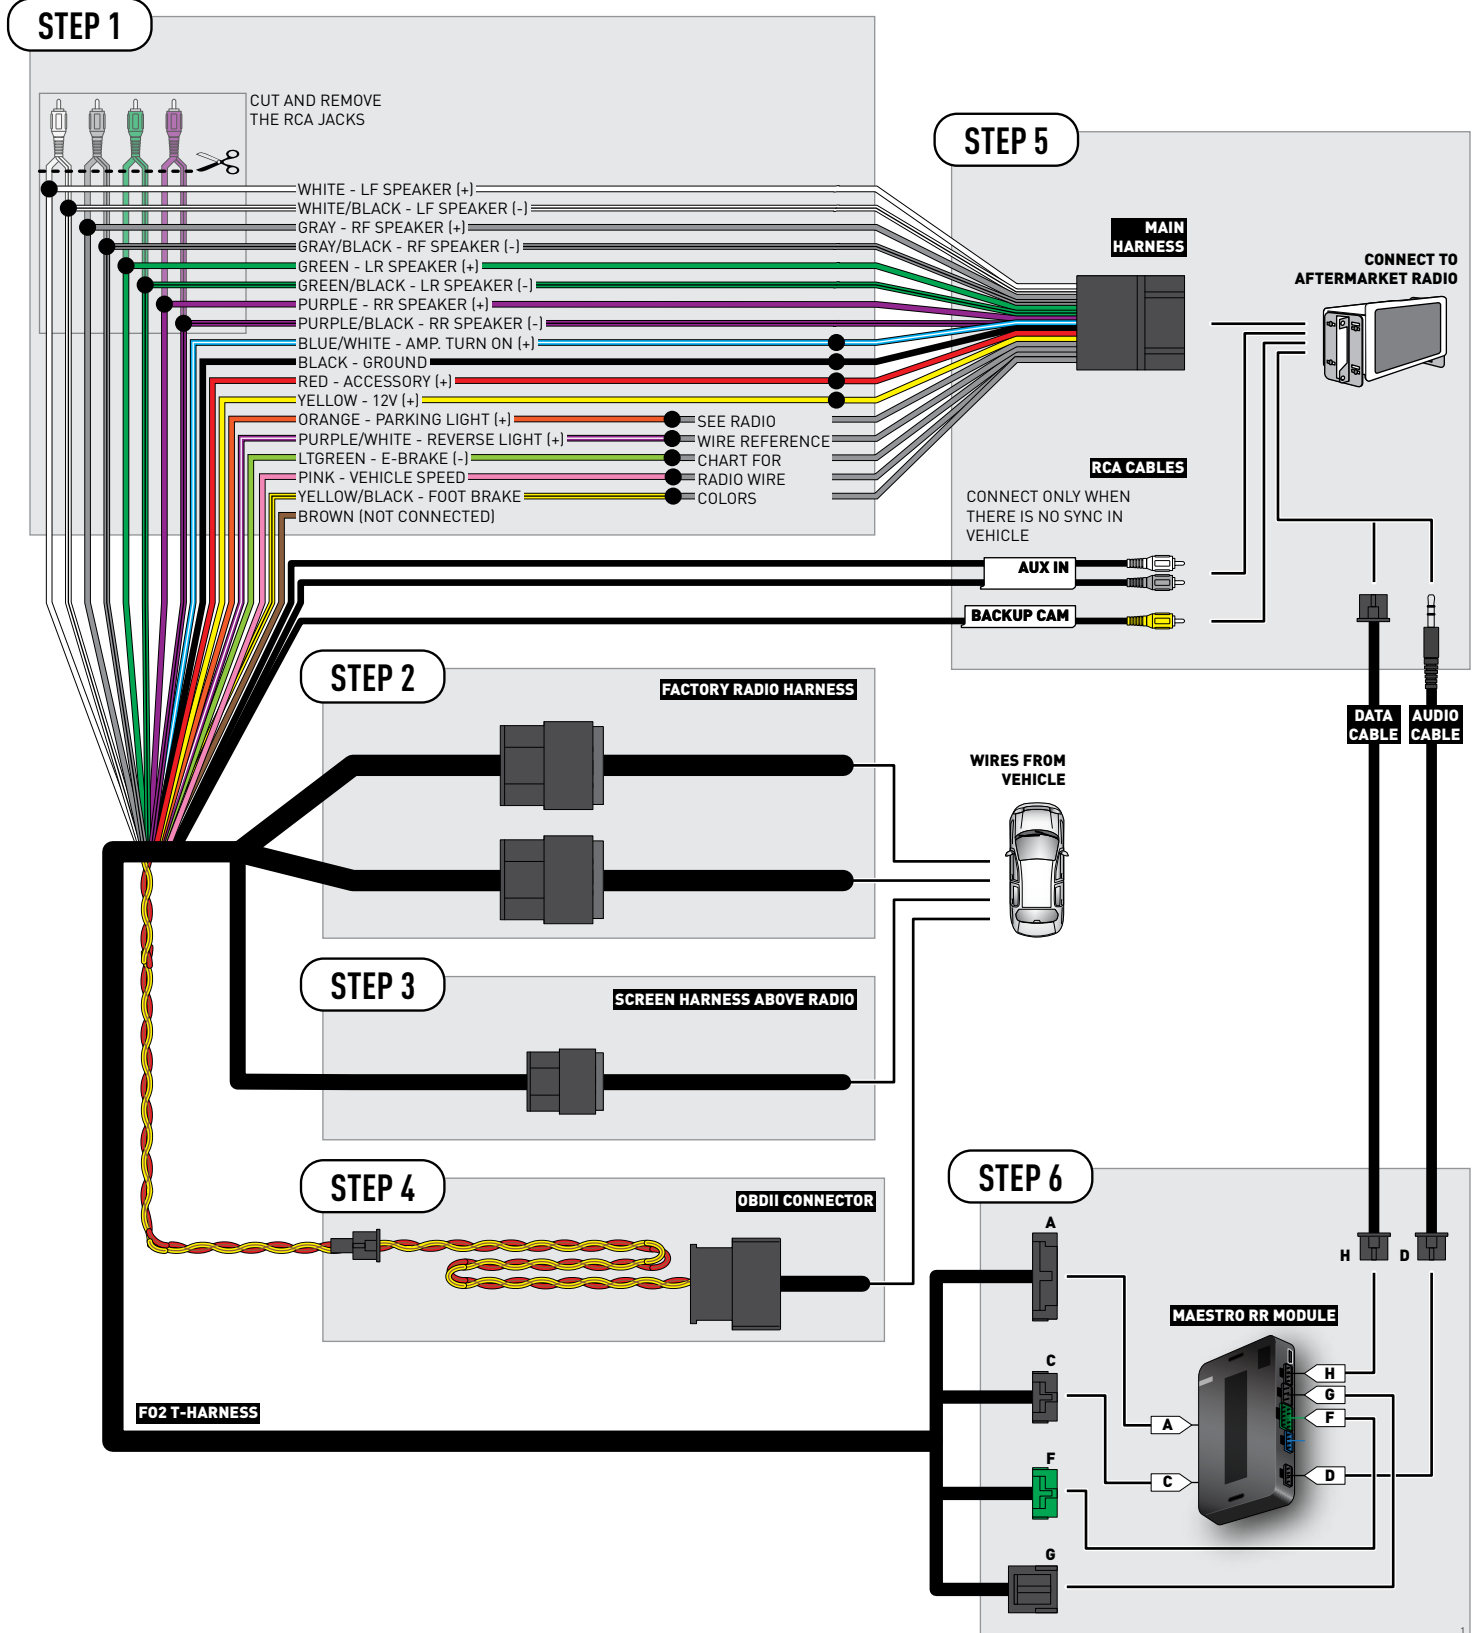 STEP 1
CUT AND REMOVE
THE RCA JACKS
WHITE - LF SPEAKER (+)
WHITE/BLACK - LF SPEAKER (-)
GRAY - RF SPEAKER (+)
GRAY/BLACK - RF SPEAKER (-)
GREEN - LR SPEAKER (+)
GREEN/BLACK - LR SPEAKER (-)
PURPLE - RR SPEAKER (+)
PURPLE/BLACK - RR SPEAKER (-)
BLUE/WHITE - AMP. TURN ON (+)
BLACK - GROUND
RED - ACCESSORY (+)
YELLOW - 12V (+)
ORANGE - PARKING LIGHT (+)
PURPLE/WHITE - REVERSE LIGHT (+)
LTGREEN - E-BRAKE (-)
PINK - VEHICLE SPEED
YELLOW/BLACK - FOOT BRAKE
BROWN (NOT CONNECTED)
SEE RADIO
WIRE REFERENCE
CHART FOR
RADIO WIRE
COLORS
STEP 5
MAIN
HARNESS
CONNECT TO
AFTERMARKET RADIO
RCA CABLES
CONNECT ONLY WHEN
THERE IS NO SYNC IN
VEHICLE
AUX IN
BACKUP CAM
DATA
CABLE
AUDIO
CABLE
STEP 2
FACTORY RADIO HARNESS
WIRES FROM
VEHICLE
STEP 3
SCREEN HARNESS ABOVE RADIO
STEP 4
OBDII CONNECTOR
F02 T-HARNESS
STEP 6
A
C
F
G
H
D
MAESTRO RR MODULE
A
C
H
G
F
D
1